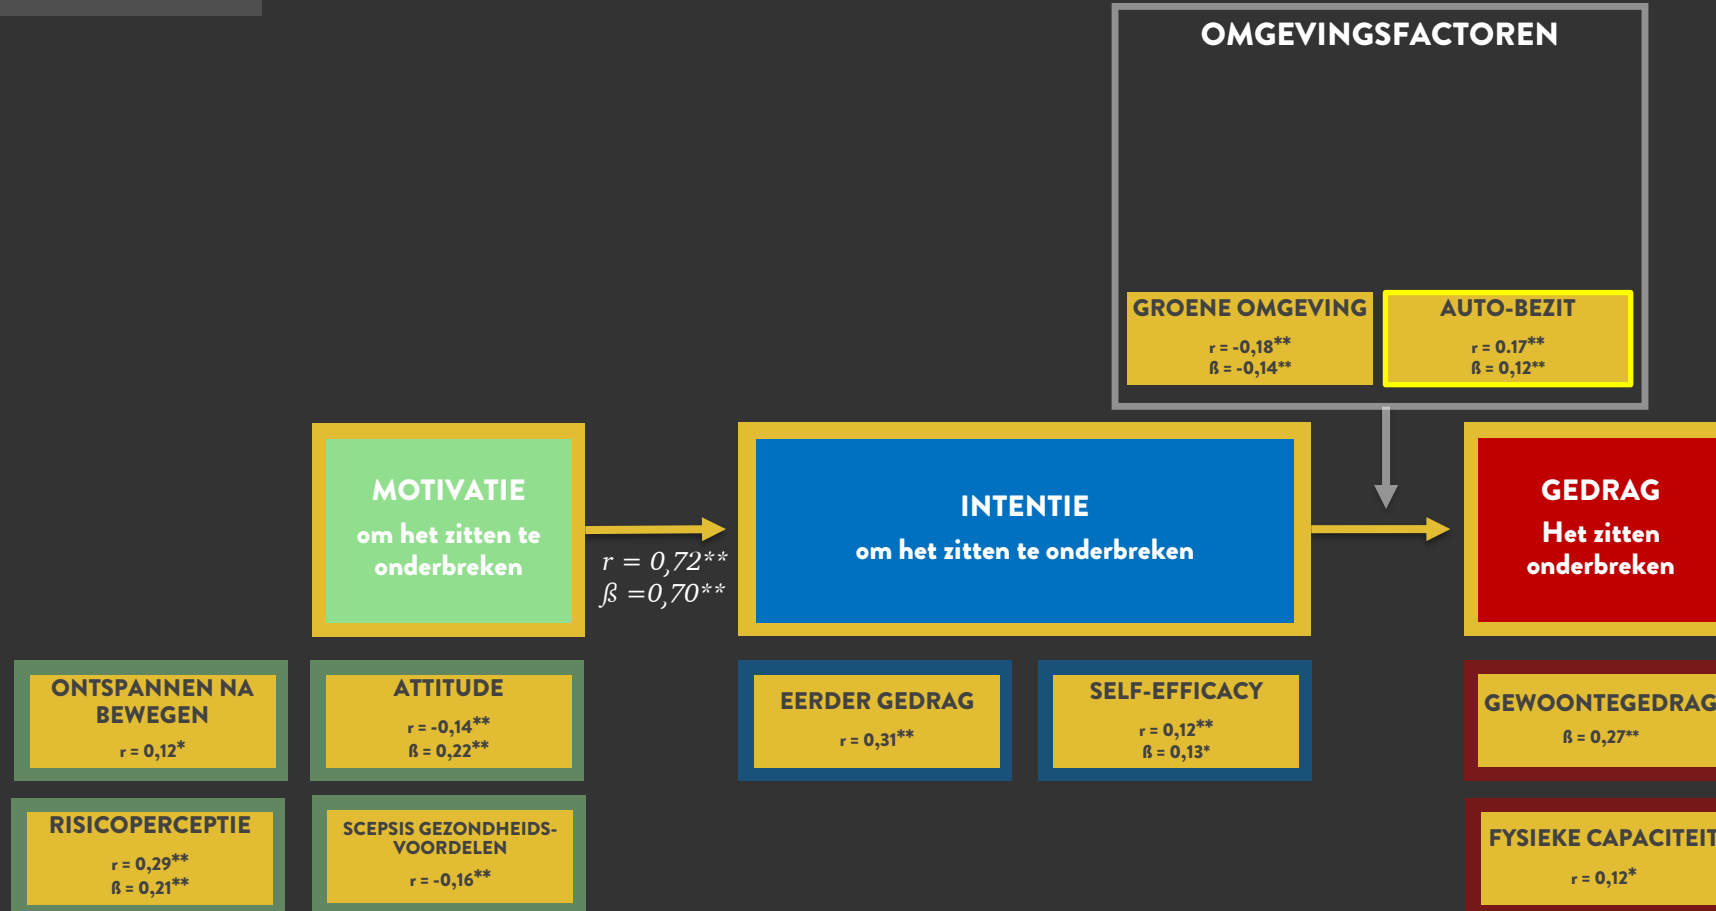 OMGEVINGSFACTOREN
GROENE OMGEVING
r = -0,18**
ß = -0,14**
AUTO-BEZIT
r = 0.17**
ß = 0,12**
MOTIVATIE
om het zitten te
onderbreken
r = 0,72**
ß =0,70**
INTENTIE
om het zitten te onderbreken
GEDRAG
Het zitten
onderbreken
ONTSPANNEN NA
BEWEGEN
r = 0,12*
ATTITUDE
r = -0,14**
ß = 0,22**
EERDER GEDRAG
r = 0,31**
SELF-EFFICACY
r = 0,12**
ß = 0,13*
GEWOONTEGEDRAG
ß = 0,27**
RISICOPERCEPTIE
r = 0,29**
ß = 0,21**
SCEPSIS GEZONDHEIDS-
VOORDELEN
r = -0,16**
FYSIEKE CAPACITEIT
r = 0,12*